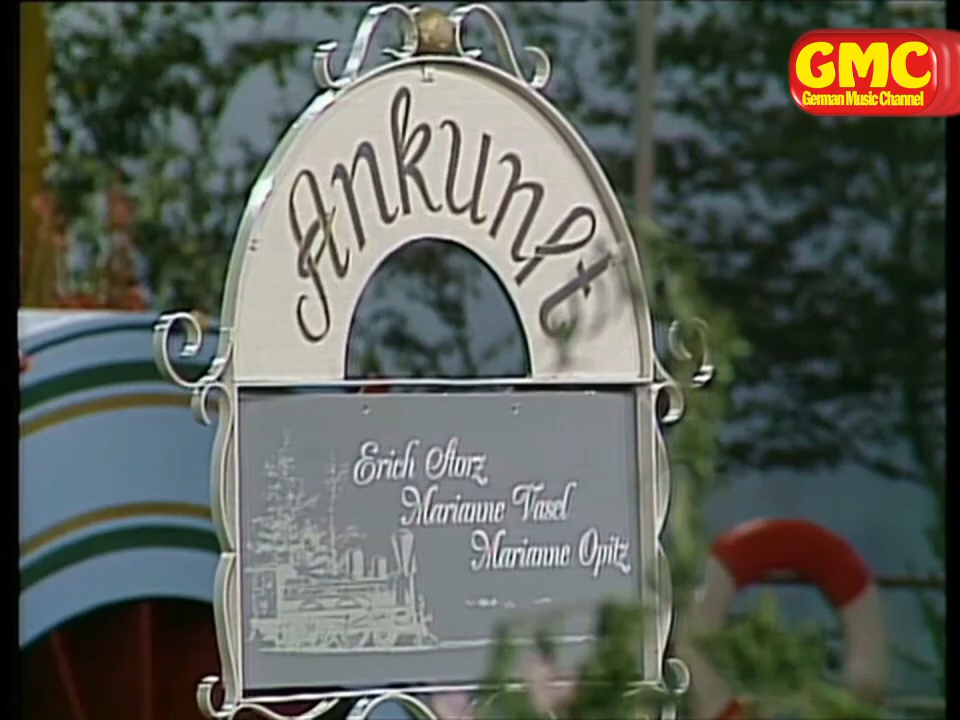 GMC
German Music Channel
Ankunft
Erich Storz
Marianne Vasel
Marianne Opitz